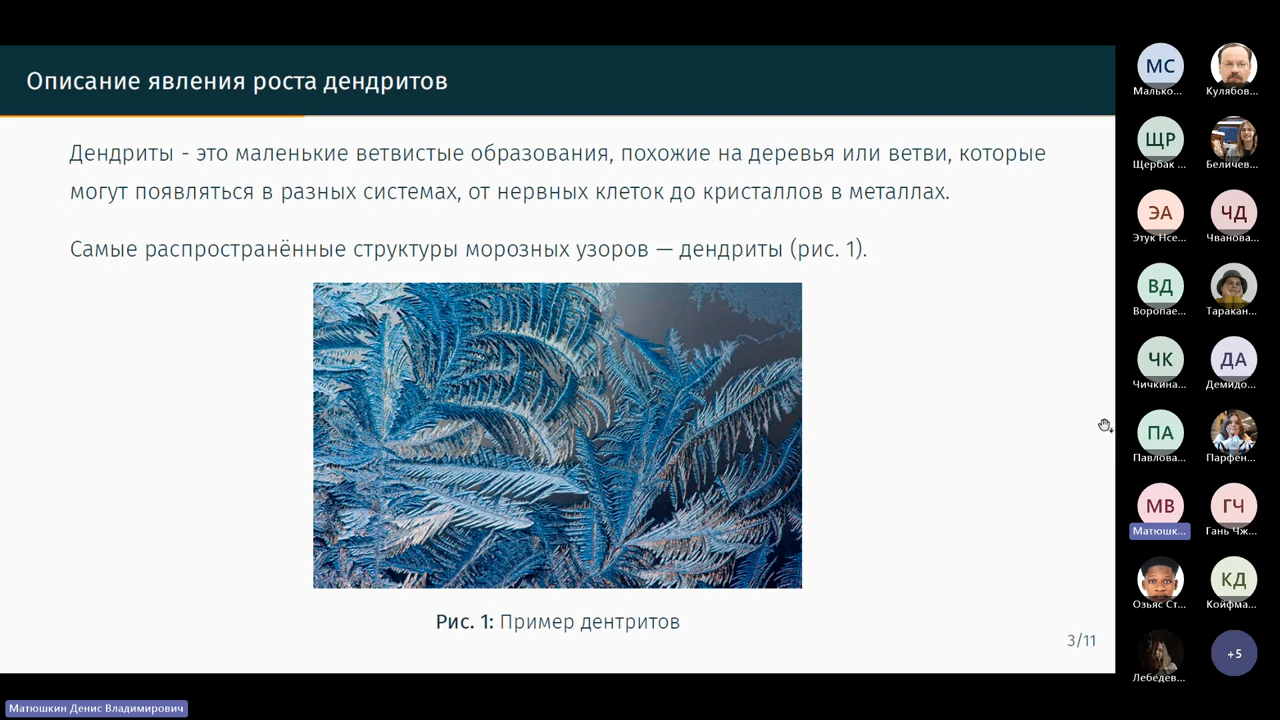 Описание явления роста дендритов
Дендриты - это маленькие ветвистые образования, похожие на деревья или ветви, которые
могут появляться в разных системах, от нервных клеток до кристаллов в металлах.
Самые распространённые структуры морозных узоров — дендриты (рис. 1).
Рис. 1: Пример дентритов
3/11
МС
Малько...
Кулябов...
ЩР
Щербак ...
Беличев...
ЭА
Этук Нсе...
ЧД
Чванова...
ВД
Воропае...
Таракан...
ЧК
Чичкина...
ДА
Демидо...
ПА
Павлова...
Парфён...
МВ
Матюшк...
ГЧ
Гань Чж...
Озьяс Ст...
КД
Койфма...
Лебедев...
+5
Матюшкин Денис Владимирович